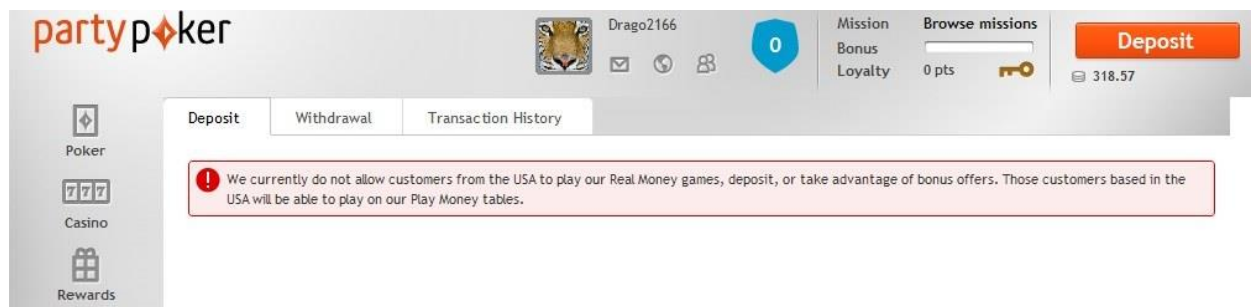 partypoker
Drago2166
0
Mission Browse missions
Bonus
Loyalty 0 pts
Deposit
318.57
Deposit Withdrawal Transaction History
Poker
777
Casino
Rewards
We currently do not allow customers from the USA to play our Real Money games, deposit, or take advantage of bonus offers. Those customers based in the
USA will be able to play on our Play Money tables.